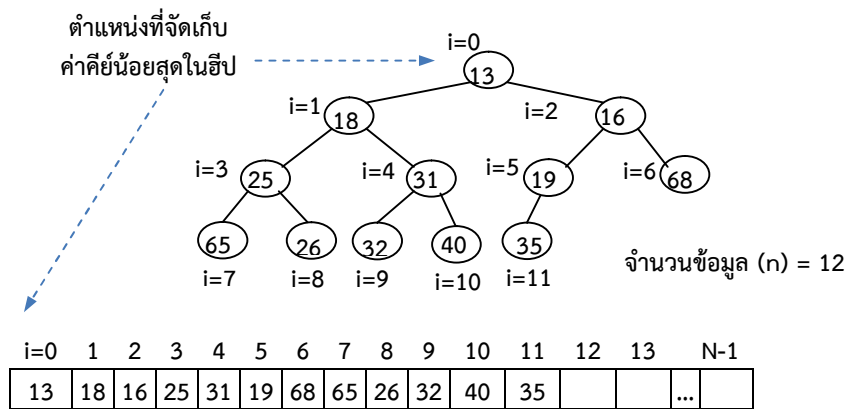 ตำแหน่งที่จัดเก็บ
ค่าคีย์น้อยสุดในฮีป
i=0
13
i=1
18
i=2
16
i=3
25
i=4
31
i=5
19
i=6
68
65
26
32
40
35
i=7
i=8
i=9
i=10
i=11
จำนวนข้อมูล (n) = 12
i=0 1 2 3 4 5 6 7 8 9 10 11 12 13 N-1
13 18 16 25 31 19 68 65 26 32 40 35 ...